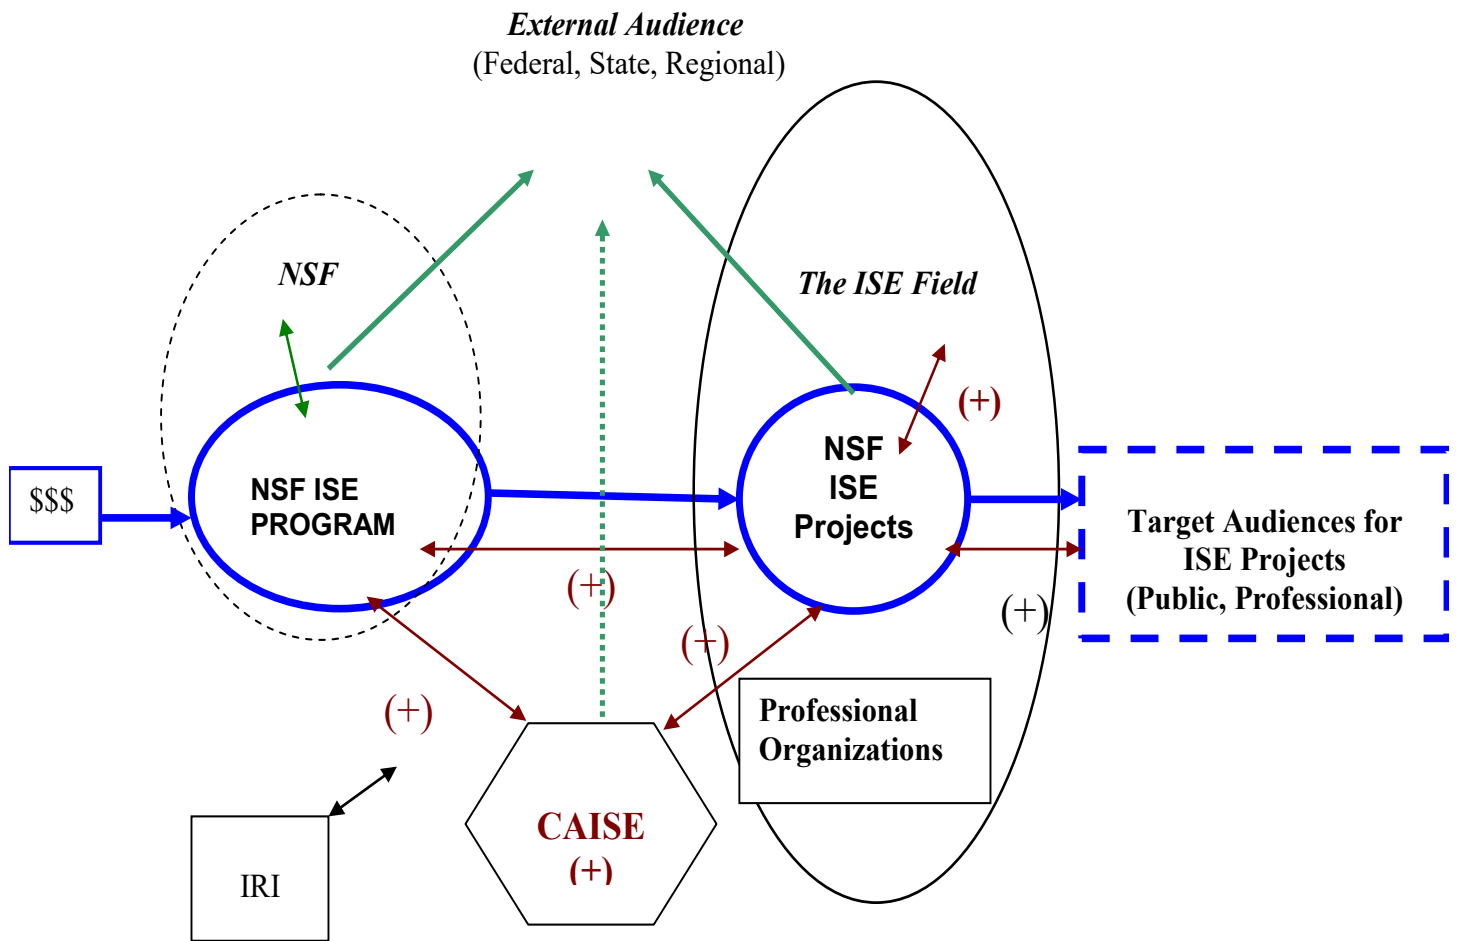 External Audience
(Federal, State, Regional)
NSF
The ISE Field
(+)
$$$
NSF ISE
PROGRAM
NSF
ISE
Projects
Target Audiences for
ISE Projects
(Public, Professional)
(+)
(+)
(+)
(+)
Professional
Organizations
CAISE
(+)
IRI